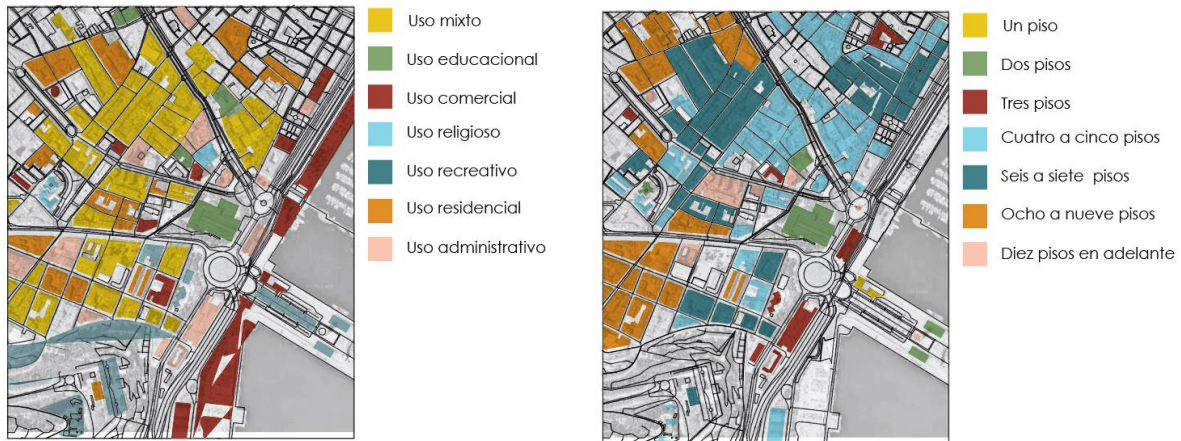 Uso mixto
Uso educacional
Uso comercial
Uso religioso
Uso recreativo
Uso residencial
Uso administrativo
Un piso
Dos pisos
Tres pisos
Cuatro a cinco pisos
Seis a siete pisos
Ocho a nueve pisos
Diez pisos en adelante